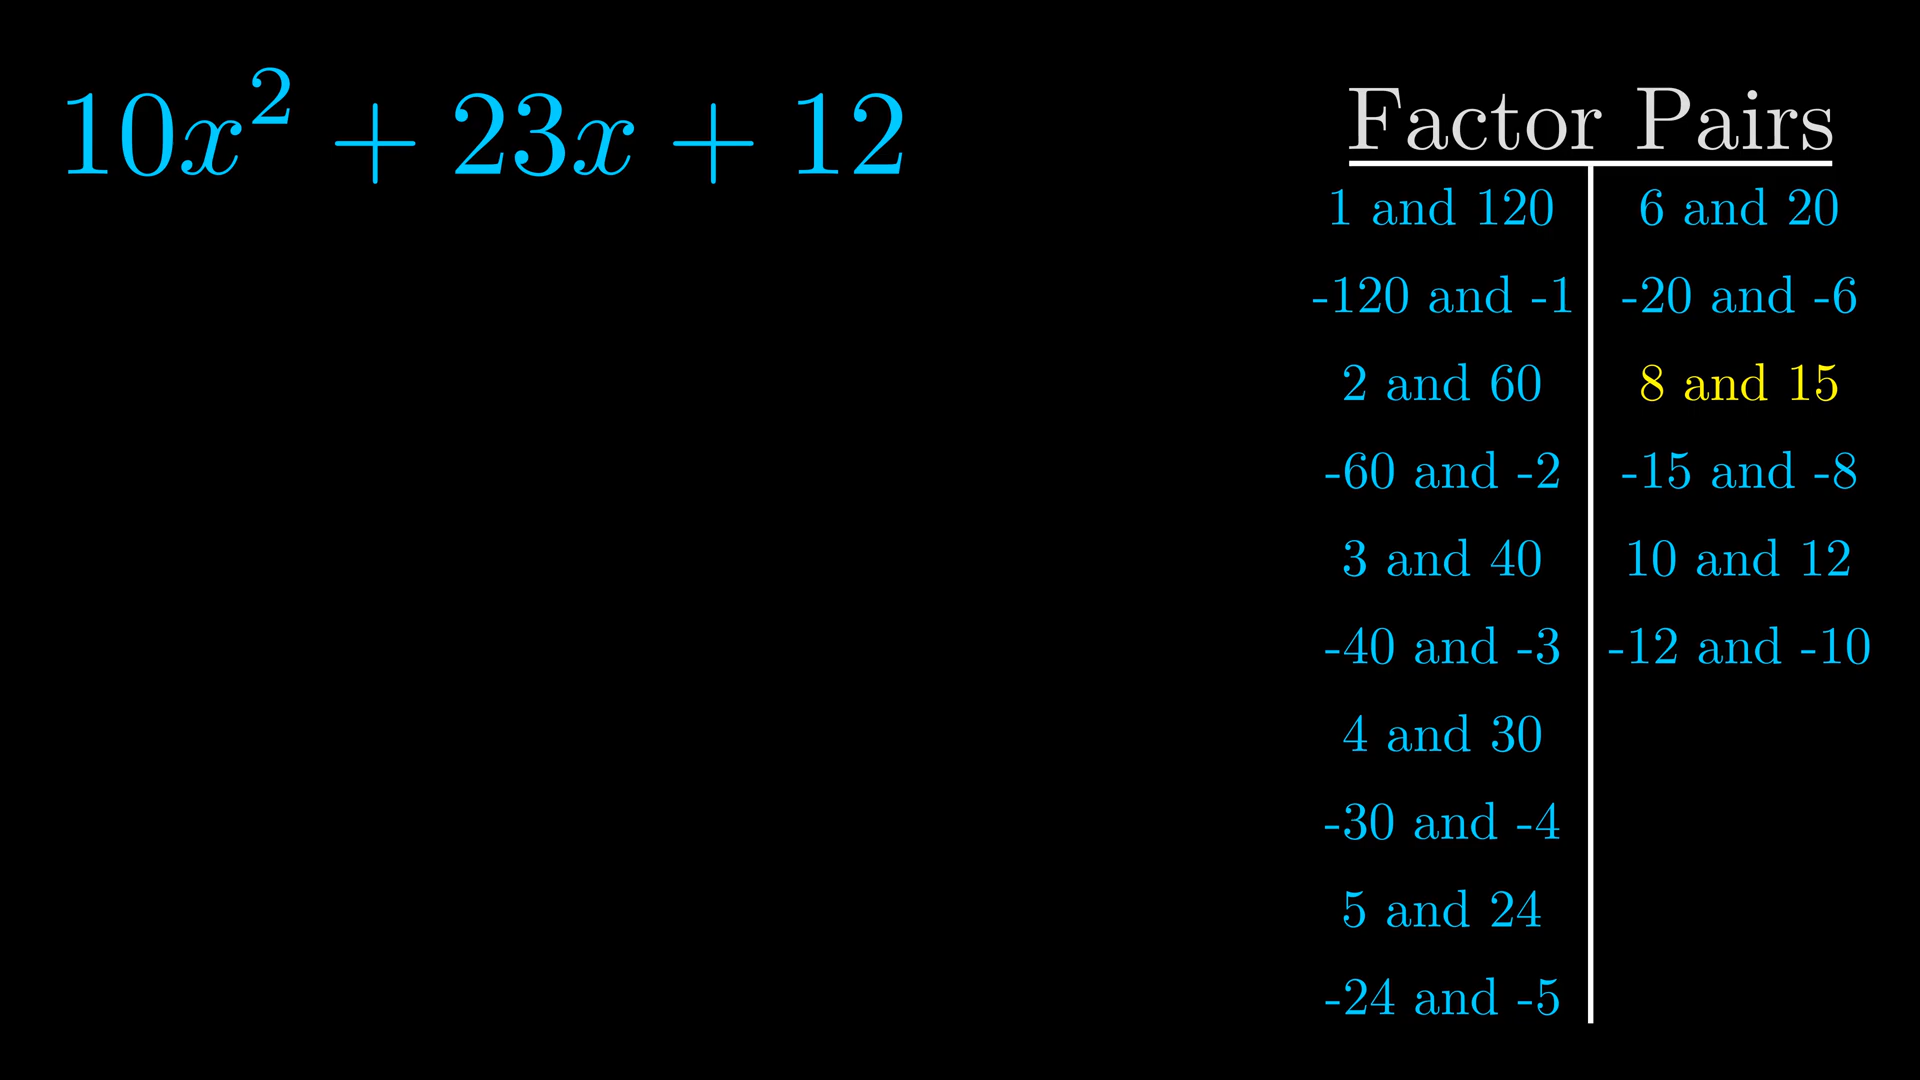 10x² + 23x + 12
Factor Pairs
1 and 120
-120 and -1
2 and 60
-60 and -2
3 and 40
-40 and -3
4 and 30
-30 and -4
5 and 24
-24 and -5
6 and 20
-20 and -6
8 and 15
-15 and -8
10 and 12
-12 and -10